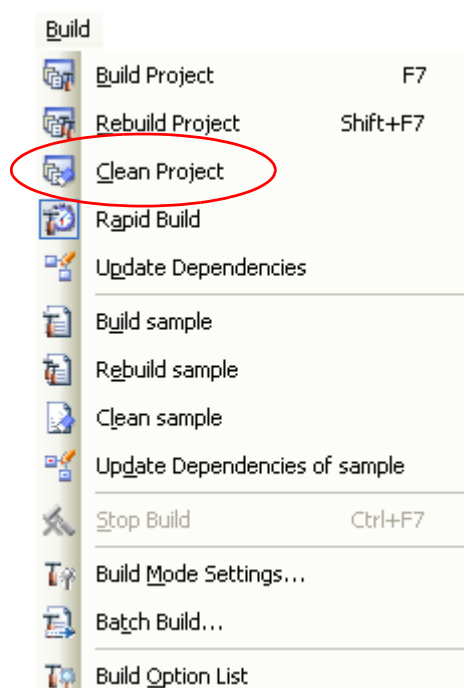 Build
Build Project F7
Rebuild Project Shift+F7
Clean Project
Rapid Build
Update Dependencies
Build sample
Rebuild sample
Clean sample
Update Dependencies of sample
Stop Build Ctrl+F7
Build Mode Settings...
Batch Build...
Build Option List